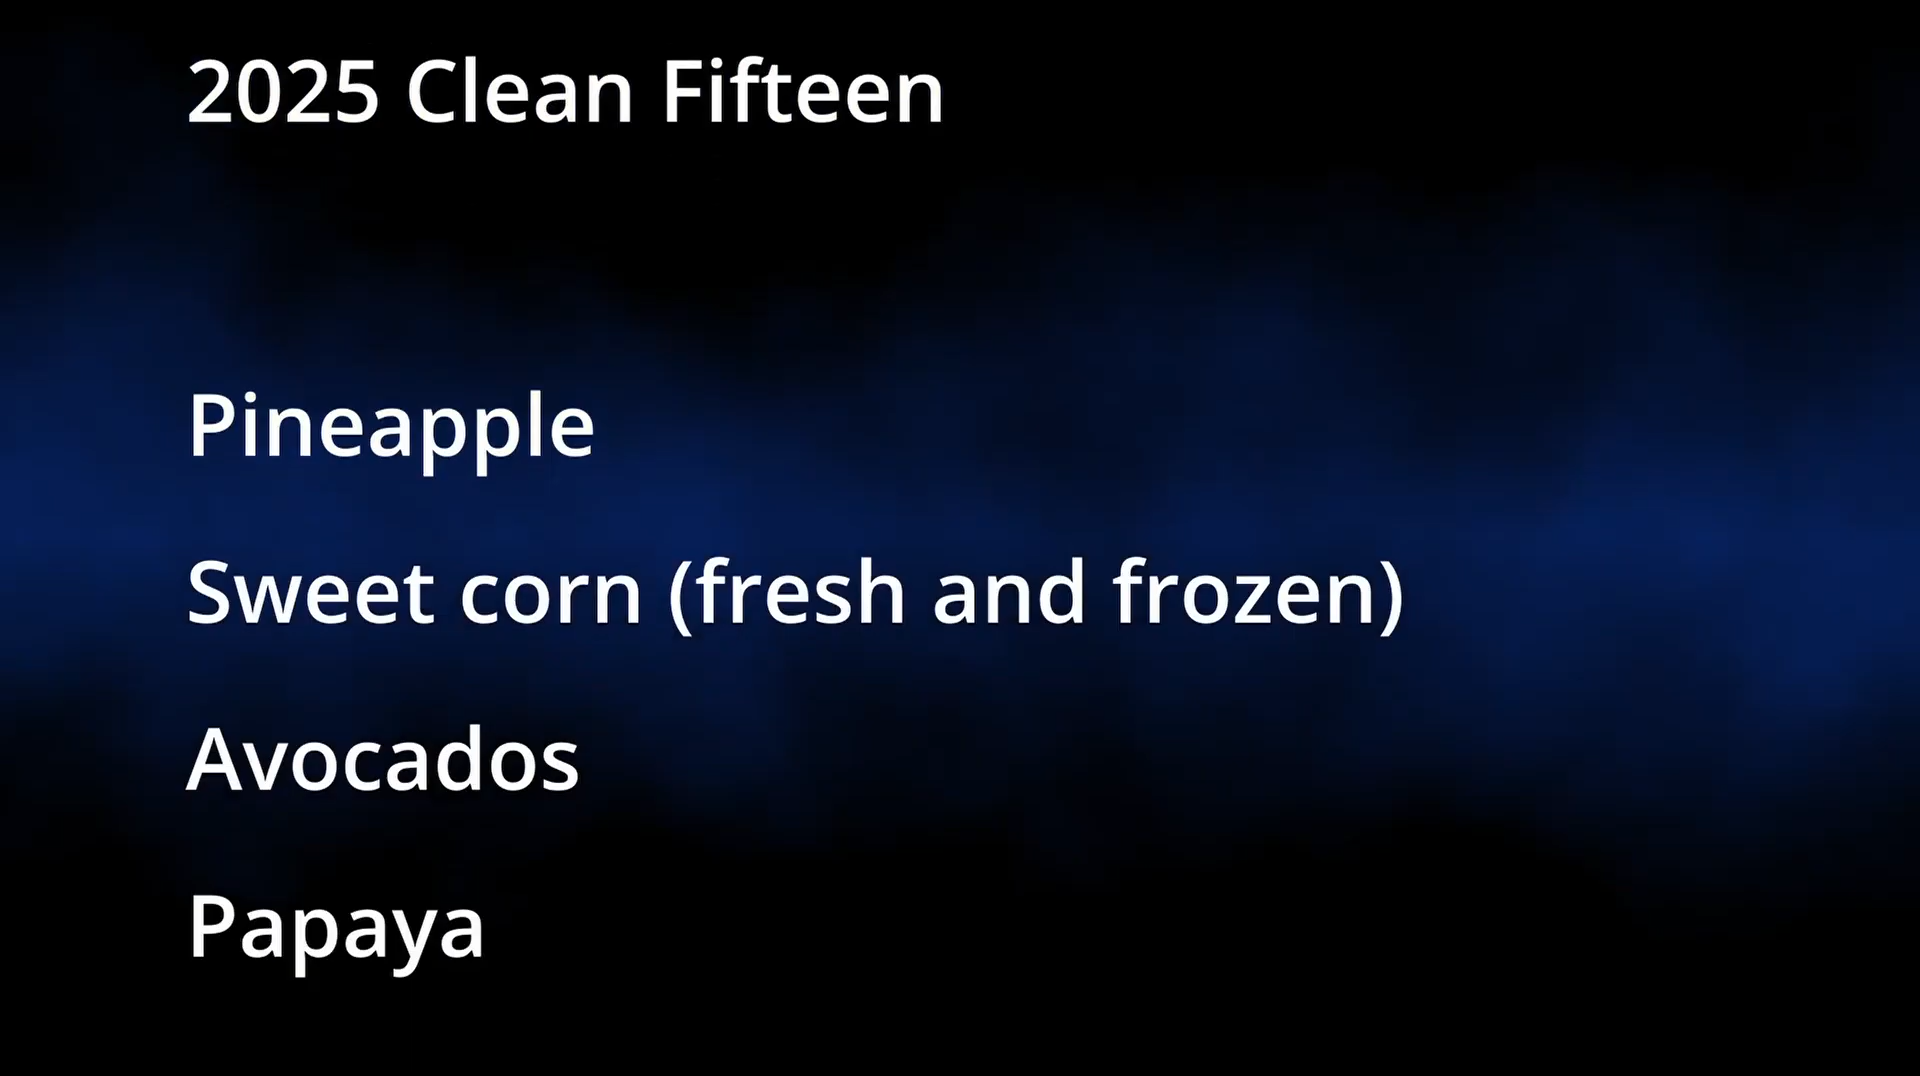 2025 Clean Fifteen
Pineapple
Sweet corn (fresh and frozen)
Avocados
Papaya